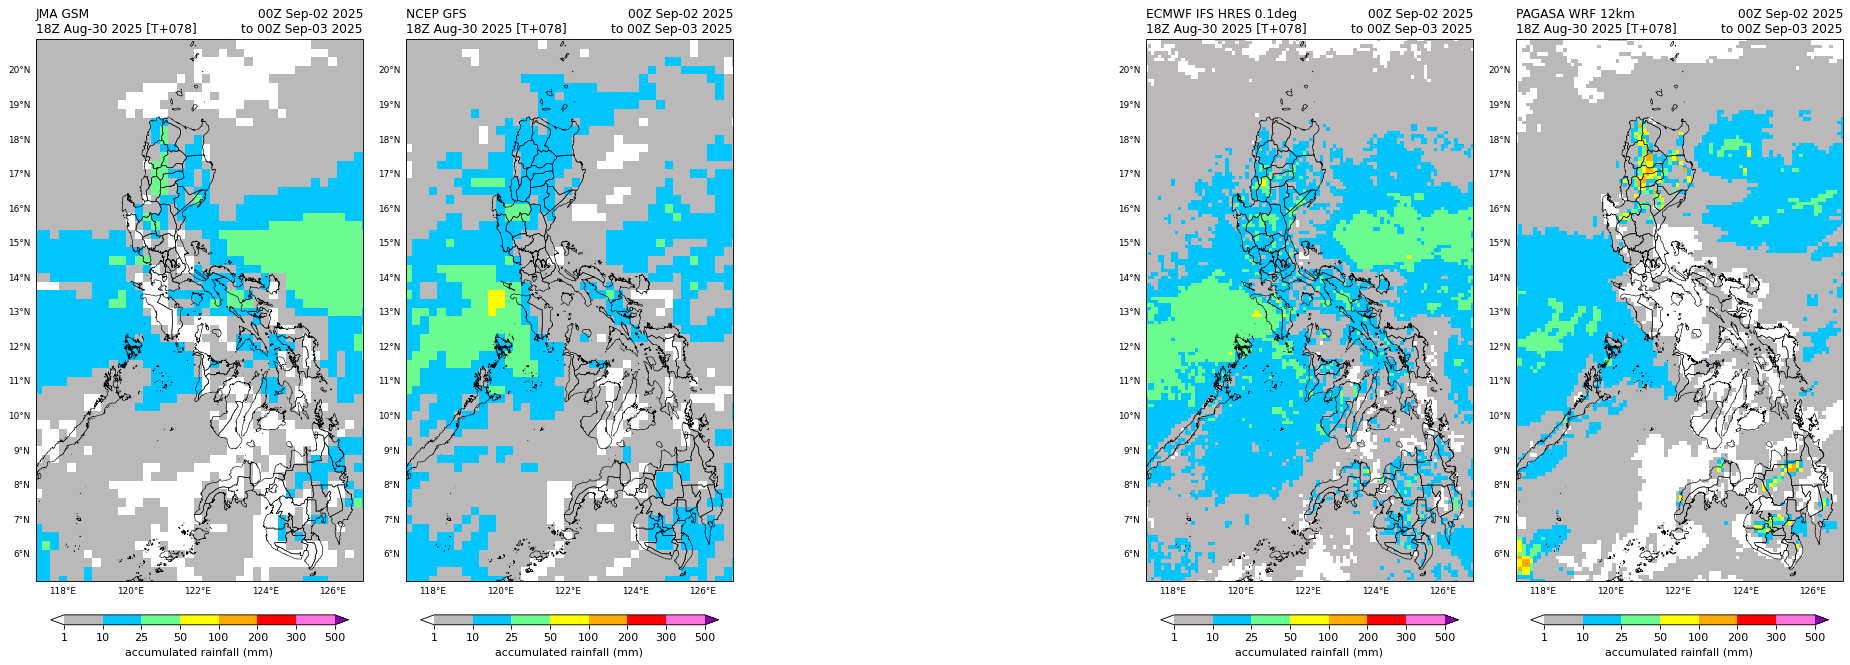 JMA GSM 00Z Sep-02 2025
18Z Aug-30 2025 [T+078] to 00Z Sep-03 2025
20°N
19°N
18°N
17°N
16°N
15°N
14°N
13°N
12°N
11°N
10°N
9°N
8°N
7°N
6°N
118°E 120°E 122°E 124°E 126°E
1 10 25 50 100 200 300 500
accumulated rainfall (mm)
NCEP GFS 00Z Sep-02 2025
18Z Aug-30 2025 [T+078] to 00Z Sep-03 2025
20°N
19°N
18°N
17°N
16°N
15°N
14°N
13°N
12°N
11°N
10°N
9°N
8°N
7°N
6°N
118°E 120°E 122°E 124°E 126°E
1 10 25 50 100 200 300 500
accumulated rainfall (mm)
ECMWF IFS HRES 0.1deg 00Z Sep-02 2025
18Z Aug-30 2025 [T+078] to 00Z Sep-03 2025
20°N
19°N
18°N
17°N
16°N
15°N
14°N
13°N
12°N
11°N
10°N
9°N
8°N
7°N
6°N
118°E 120°E 122°E 124°E 126°E
1 10 25 50 100 200 300 500
accumulated rainfall (mm)
PAGASA WRF 12km 00Z Sep-02 2025
18Z Aug-30 2025 [T+078] to 00Z Sep-03 2025
20°N
19°N
18°N
17°N
16°N
15°N
14°N
13°N
12°N
11°N
10°N
9°N
8°N
7°N
6°N
118°E 120°E 122°E 124°E 126°E
1 10 25 50 100 200 300 500
accumulated rainfall (mm)